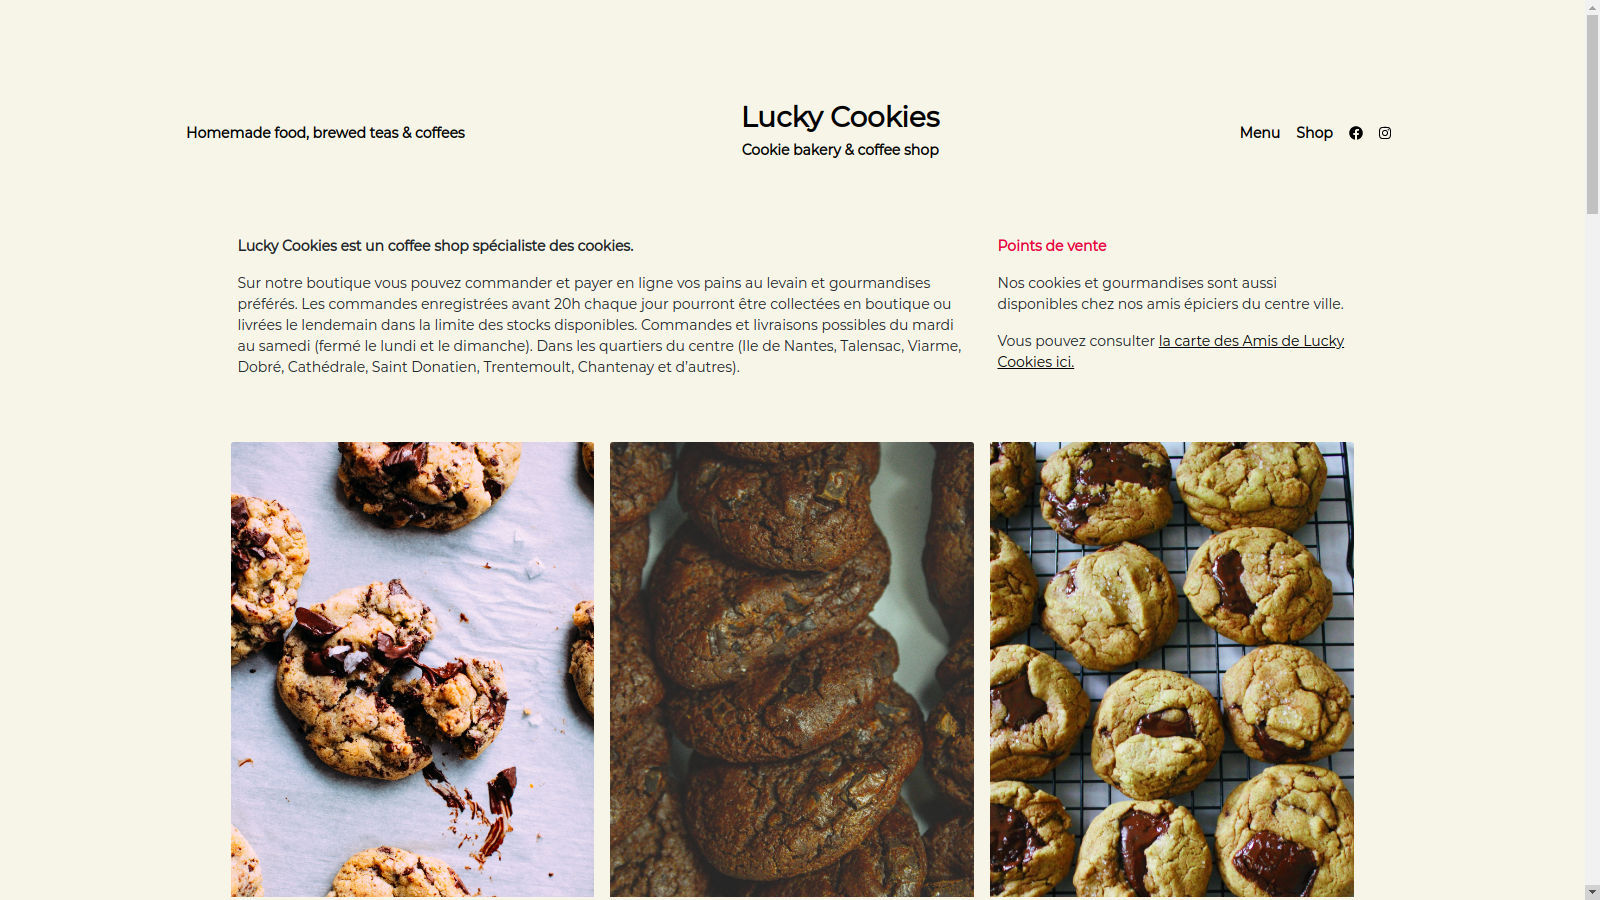 Homemade food, brewed teas & coffees
Lucky Cookies
Cookie bakery & coffee shop
Menu Shop
Lucky Cookies est un coffee shop spécialiste des cookies.
Sur notre boutique vous pouvez commander et payer en ligne vos pains au levain et gourmandises
préférés. Les commandes enregistrées avant 20h chaque jour pourront être collectées en boutique ou
livrées le lendemain dans la limite des stocks disponibles. Commandes et livraisons possibles du mardi
au samedi (fermé le lundi et le dimanche). Dans les quartiers du centre (Ile de Nantes, Talensac, Viarme,
Dobré, Cathédrale, Saint Donatien, Trentemoult, Chantenay et d’autres).
Points de vente
Nos cookies et gourmandises sont aussi
disponibles chez nos amis épiciers du centre ville.
Vous pouvez consulter la carte des Amis de Lucky
Cookies ici.